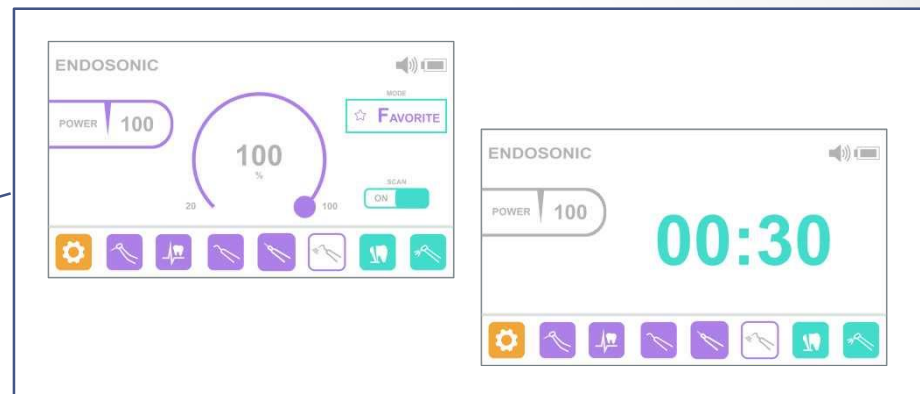 ENDOSONIC
MODE
☆ FAVORITE
POWER 100
100
%
20
100
SCAN
ON
ENDOSONIC
POWER 100
00:30